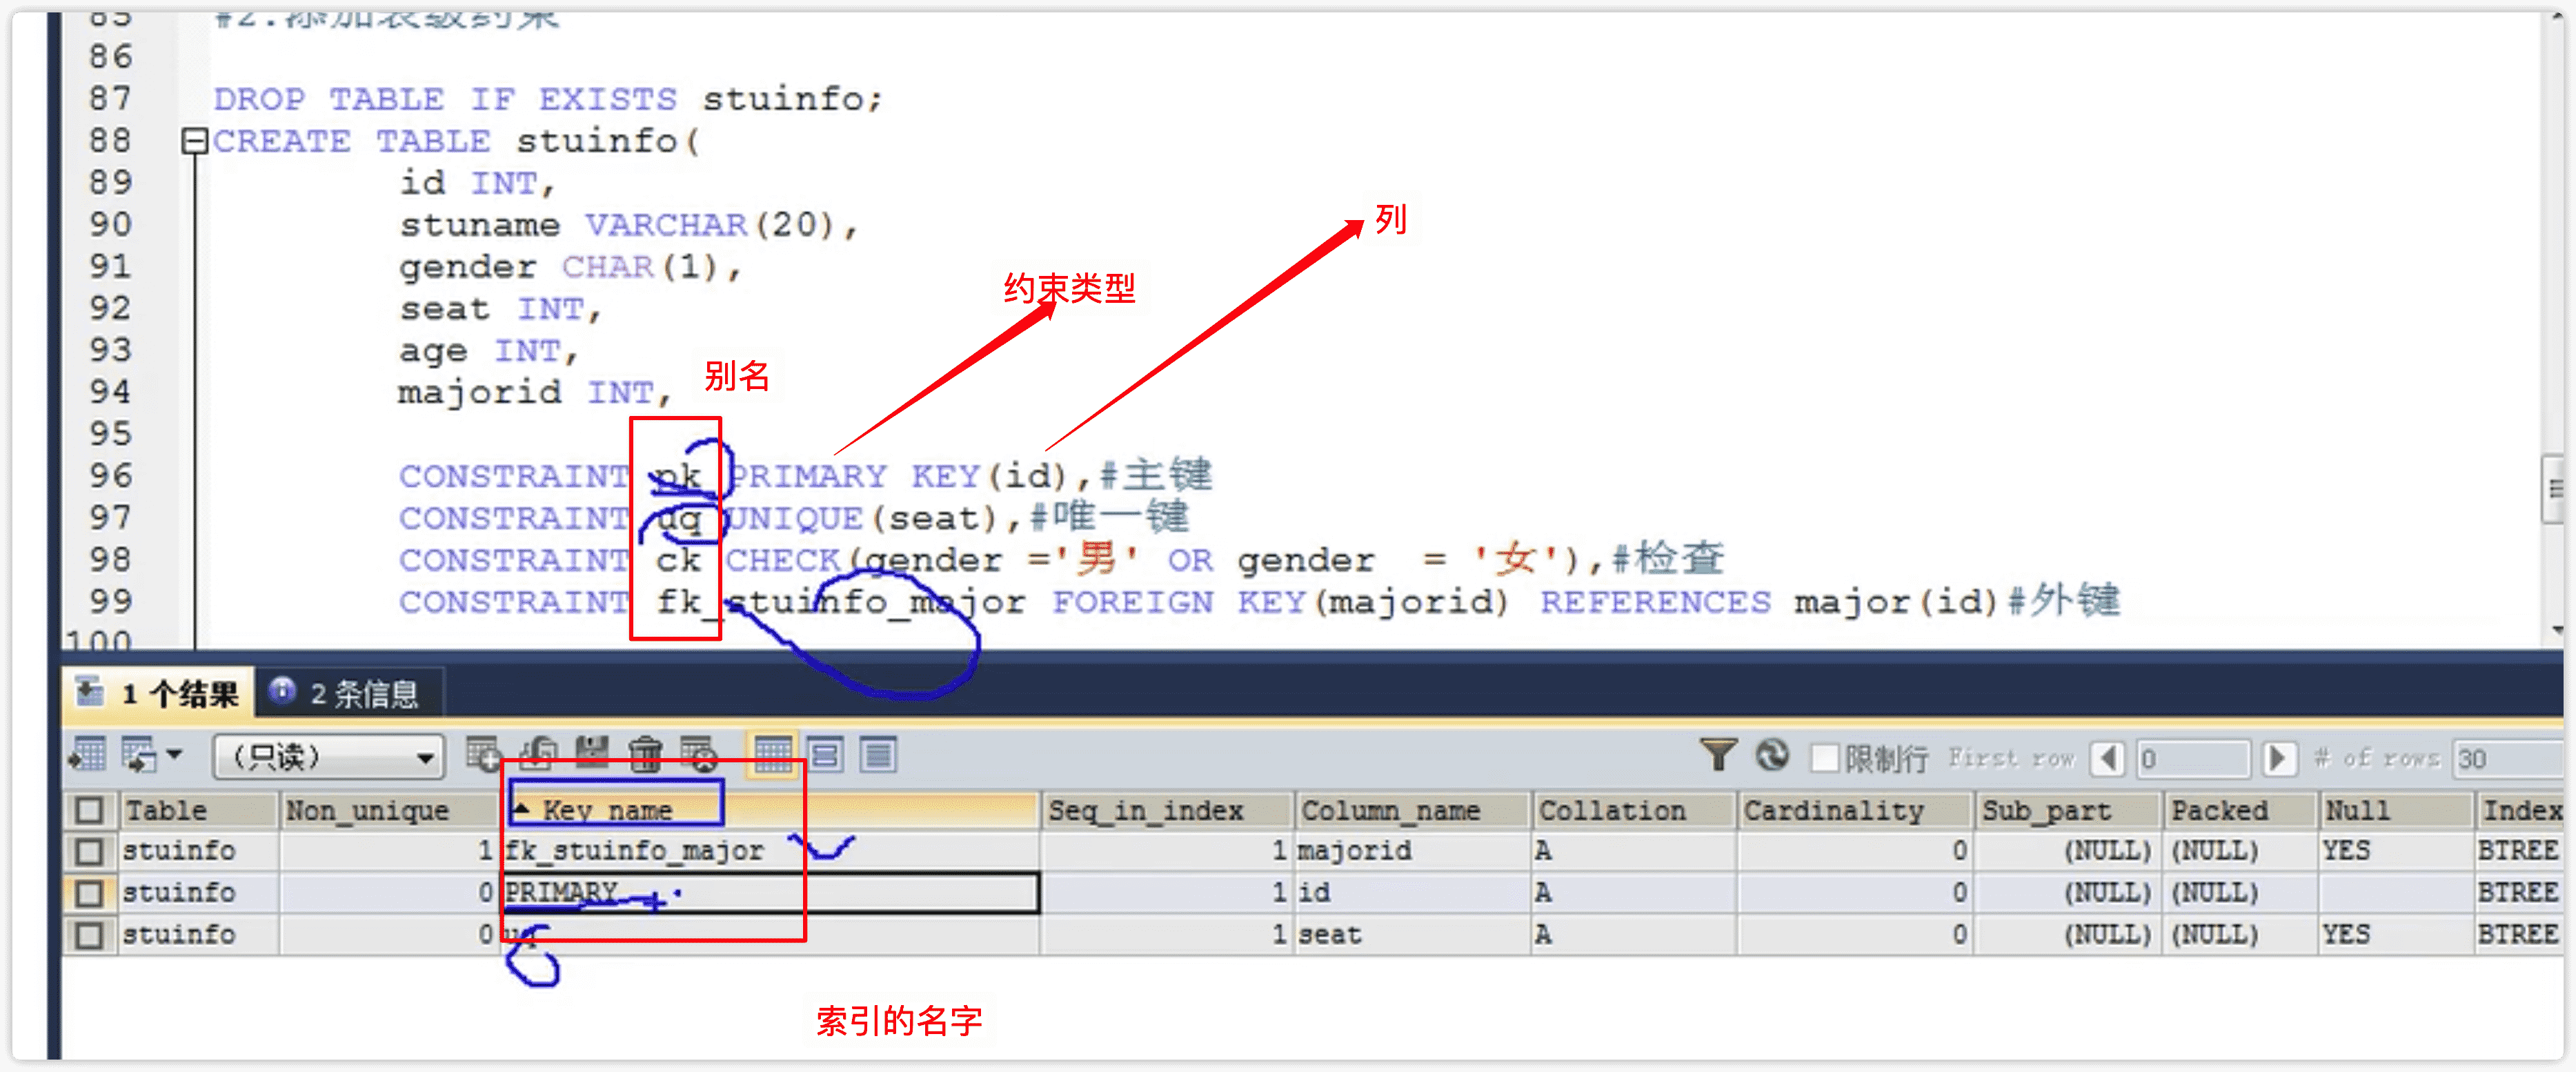 85 #2.添加表级约束
86
87 DROP TABLE IF EXISTS stuinfo;
88 CREATE TABLE stuinfo(
89 id INT,
列
90 stuname VARCHAR(20),
91 gender CHAR(1),
约束类型
92 seat INT,
93 age INT,
别名
94 majorid INT,
95
96 CONSTRAINT pk PRIMARY KEY(id),#主键
97 CONSTRAINT uq UNIQUE(seat),#唯一键
98 CONSTRAINT ck CHECK(gender ='男' OR gender = '女'),#检查
99 CONSTRAINT fk_stuinfo_major FOREIGN KEY(majorid) REFERENCES major(id)#外键
100
1 个结果 2 条信息
(只读) 限制行 First row 0 # of rows 30
Table Non_unique Key_name Seq_in_index Column_name Collation Cardinality Sub_part Packed Null Index
stuinfo 1 fk_stuinfo_major 1 majorid A 0 (NULL) (NULL) YES BTREE
stuinfo 0 PRIMARY 1 id A 0 (NULL) (NULL) BTREE
stuinfo 0 uq 1 seat A 0 (NULL) (NULL) YES BTREE
索引的名字